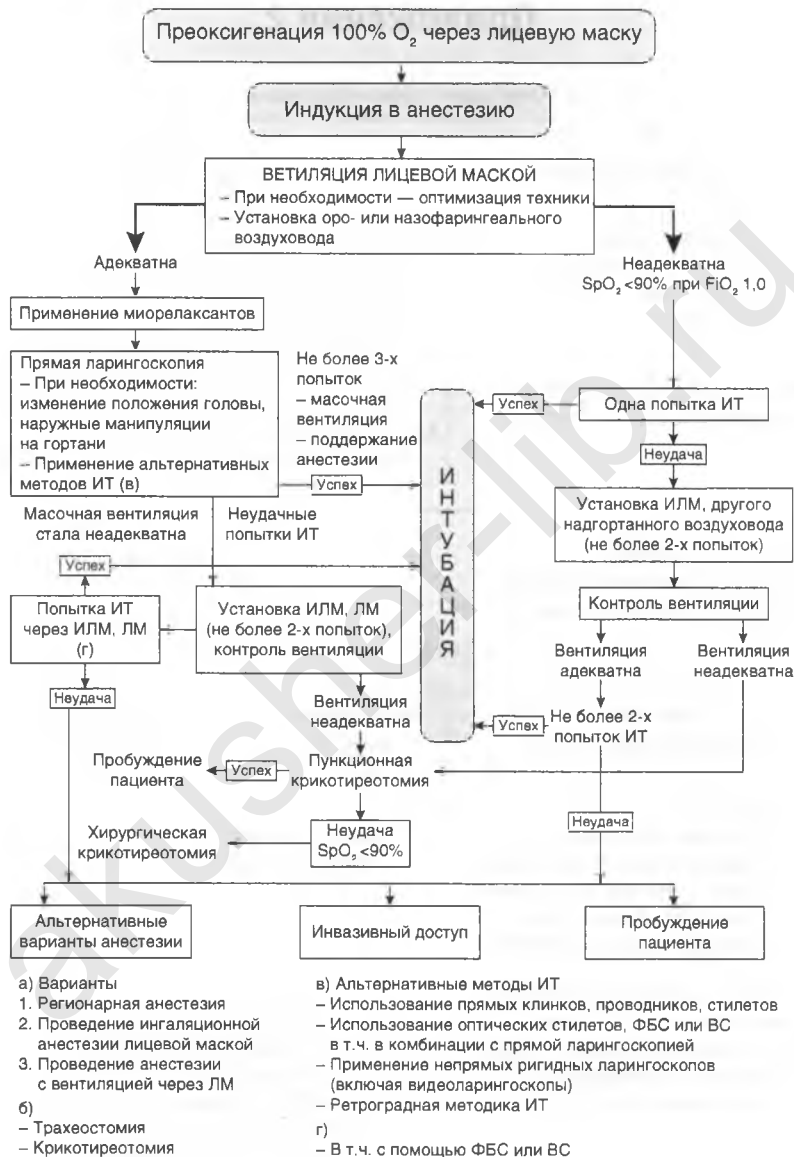 Преоксигенация 100% O₂ через лицевую маску
Индукция в анестезию
ВЕТИЛЯЦИЯ ЛИЦЕВОЙ МАСКОЙ
– При необходимости — оптимизация техники
– Установка оро- или назофарингеального
воздуховода
Адекватна
Неадекватна
SpO₂ <90% при FiO₂ 1,0
Применение миорелаксантов
Прямая ларингоскопия
– При необходимости:
изменение положения головы,
наружные манипуляции
на гортани
– Применение альтернативных
методов ИТ (в)
Не более 3-х
попыток
– масочная
вентиляция
– поддержание
анестезии
Успех
ИНТУБАЦИЯ
Успех
Одна попытка ИТ
Неудача
Установка ИЛМ, другого
надгортанного воздуховода
(не более 2-х попыток)
Масочная вентиляция
стала неадекватна
Неудачные
попытки ИТ
Успех
Попытка ИТ
через ИЛМ, ЛМ
(г)
Установка ИЛМ, ЛМ
(не более 2-х попыток),
контроль вентиляции
Контроль вентиляции
Вентиляция
адекватна
Вентиляция
неадекватна
Неудача
Вентиляция
неадекватна
Успех
Не более 2-х
попыток ИТ
Пробуждение
пациента
Успех
Пункционная
крикотиреотомия
Неудача
Хирургическая
крикотиреотомия
Неудача
SpO₂ <90%
Альтернативные
варианты анестезии
Инвазивный доступ
Пробуждение
пациента
а) Варианты
1. Регионарная анестезия
2. Проведение ингаляционной
анестезии лицевой маской
3. Проведение анестезии
с вентиляцией через ЛМ
б)
– Трахеостомия
– Крикотиреотомия
в) Альтернативные методы ИТ
– Использование прямых клинков, проводников, стилетов
– Использование оптических стилетов, ФБС или ВС
в т.ч. в комбинации с прямой ларингоскопией
– Применение непрямых ригидных ларингоскопов
(включая видеоларингоскопы)
– Ретроградная методика ИТ
г)
– В т.ч. с помощью ФБС или ВС
akusher-lib.ru